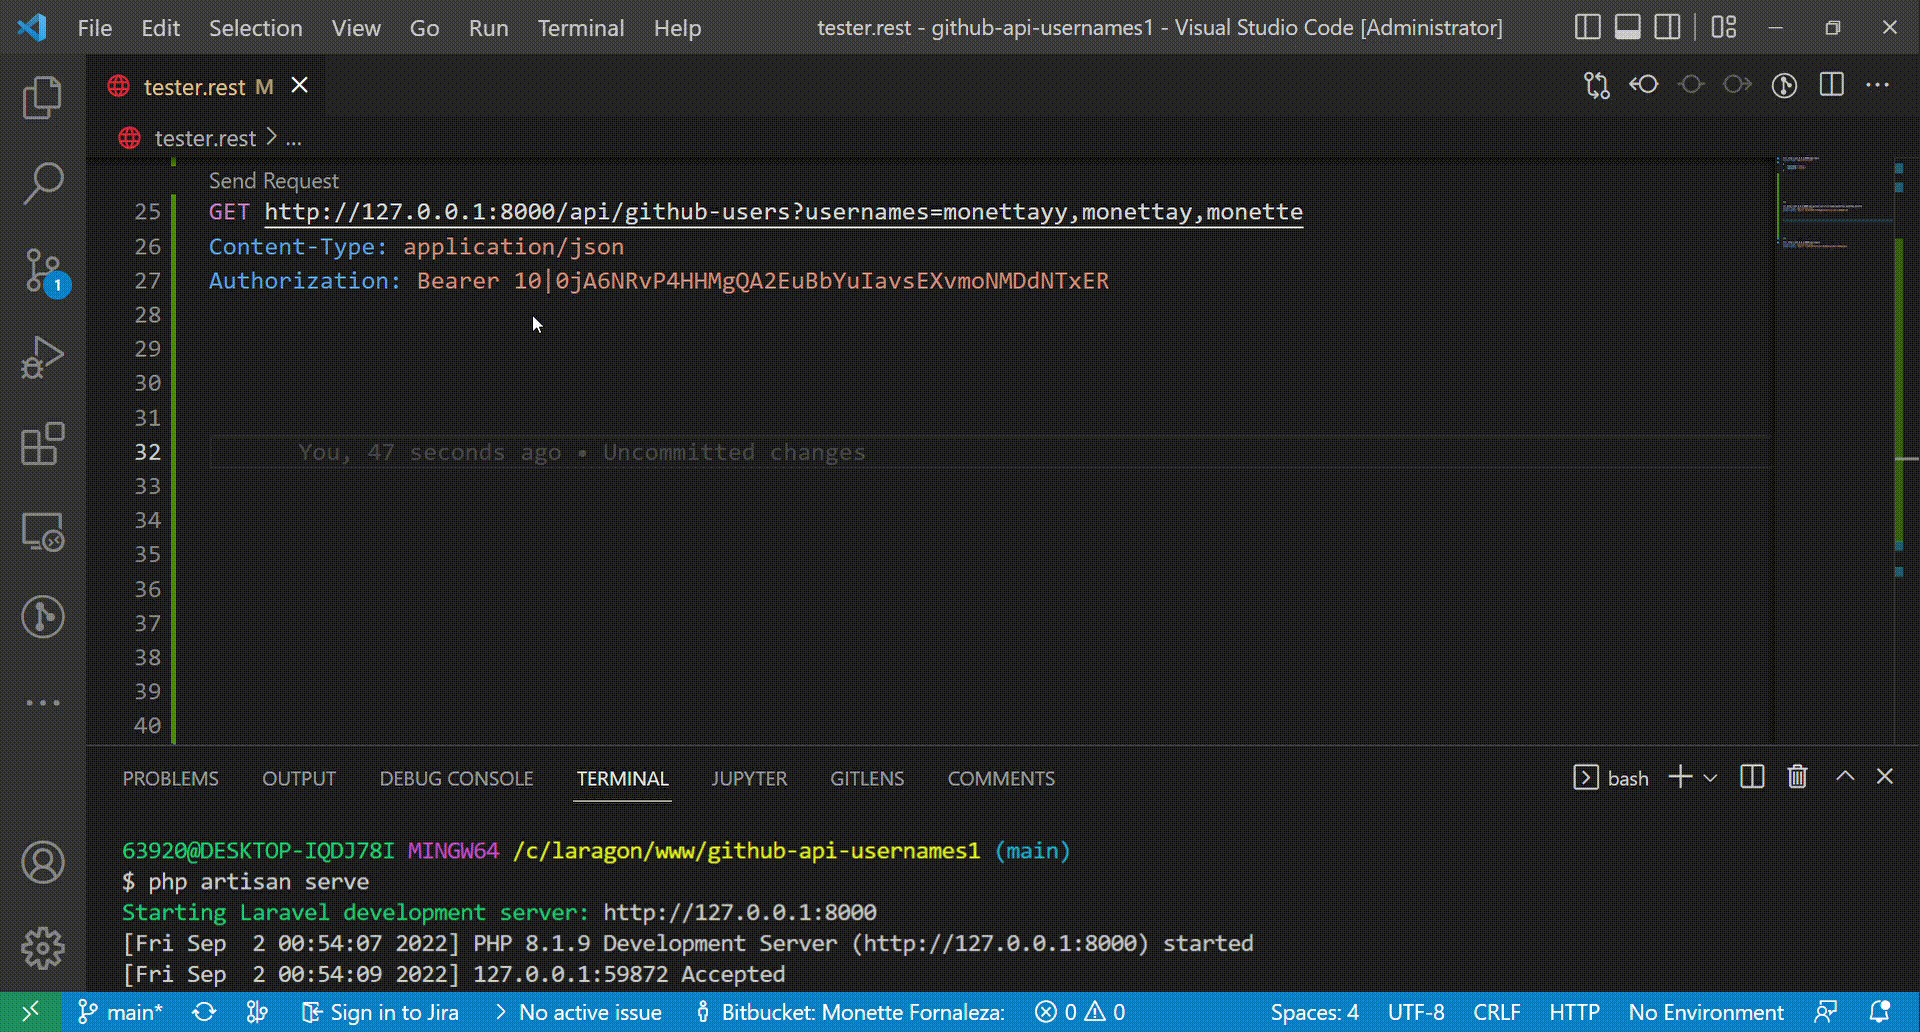 File Edit Selection View Go Run Terminal Help tester.rest - github-api-usernames1 - Visual Studio Code [Administrator]
tester.rest M
tester.rest > ...
Send Request
25 GET http://127.0.0.1:8000/api/github-users?usernames=monettayy,monettay,monette
26 Content-Type: application/json
27 Authorization: Bearer 10|0jA6NRvP4HHMgQA2EuBbYuIavsEXvmoNMDdNTxER
28
29
30
31
32 You, 47 seconds ago • Uncommitted changes
33
34
35
36
37
38
39
40
1
PROBLEMS OUTPUT DEBUG CONSOLE TERMINAL JUPYTER GITLENS COMMENTS bash
63920@DESKTOP-IQDJ78I MINGW64 /c/laragon/www/github-api-usernames1 (main)
$ php artisan serve
Starting Laravel development server: http://127.0.0.1:8000
[Fri Sep  2 00:54:07 2022] PHP 8.1.9 Development Server (http://127.0.0.1:8000) started
[Fri Sep  2 00:54:09 2022] 127.0.0.1:59872 Accepted
main* Sign in to Jira No active issue Bitbucket: Monette Fornaleza: 0 0 Spaces: 4 UTF-8 CRLF HTTP No Environment